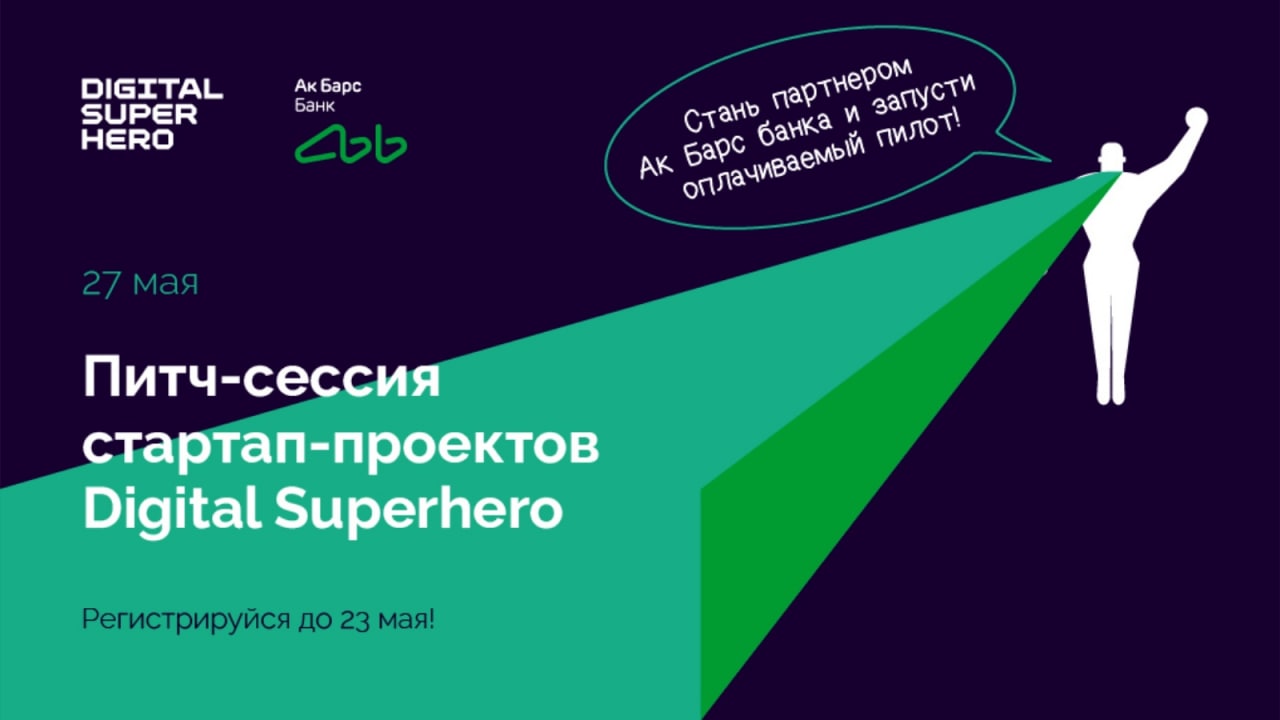 DIGITAL
SUPER
HERO
Ак Барс
Банк
Стань партнером
Ак Барс банка и запусти
оплачиваемый пилот!
27 мая
Питч-сессия
стартап-проектов
Digital Superhero
Регистрируйся до 23 мая!